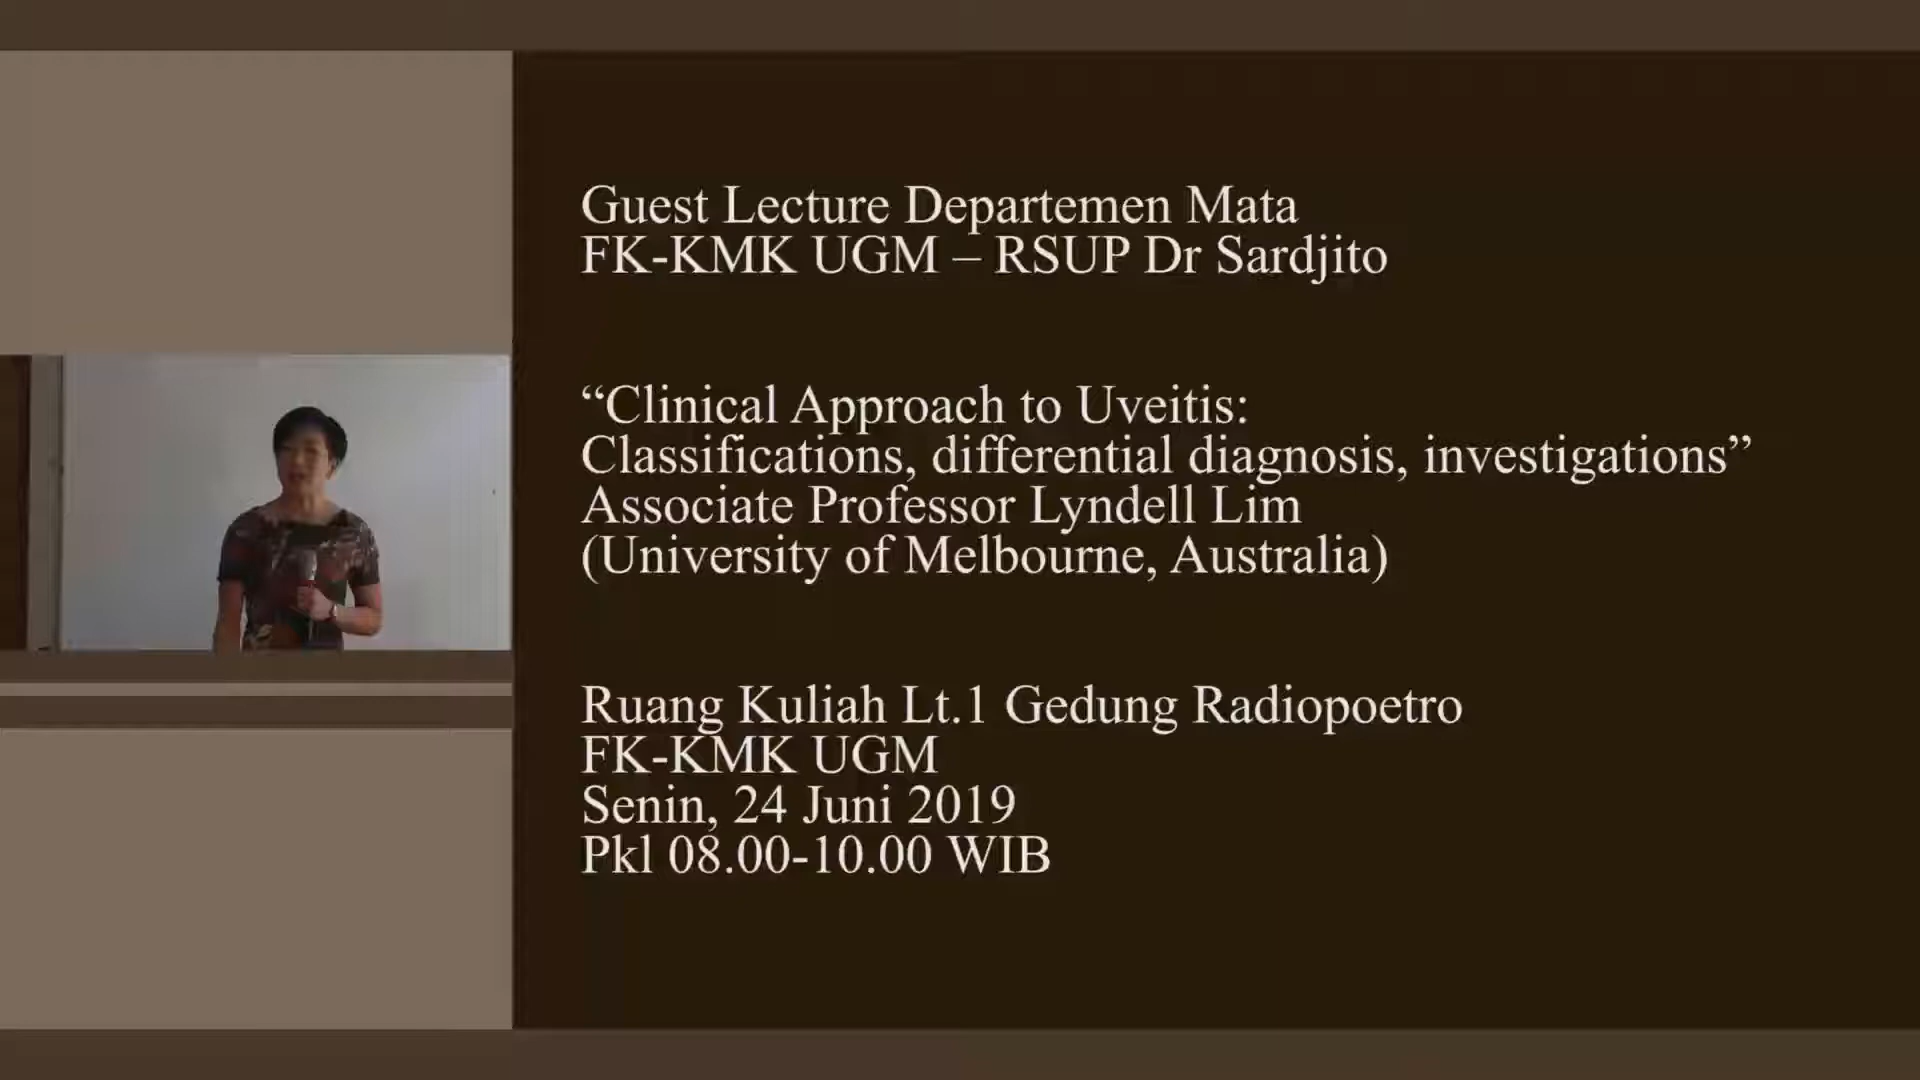 Guest Lecture Departemen Mata
FK-KMK UGM – RSUP Dr Sardjito
“Clinical Approach to Uveitis:
Classifications, differential diagnosis, investigations”
Associate Professor Lyndell Lim
(University of Melbourne, Australia)
Ruang Kuliah Lt.1 Gedung Radiopoetro
FK-KMK UGM
Senin, 24 Juni 2019
Pkl 08.00-10.00 WIB